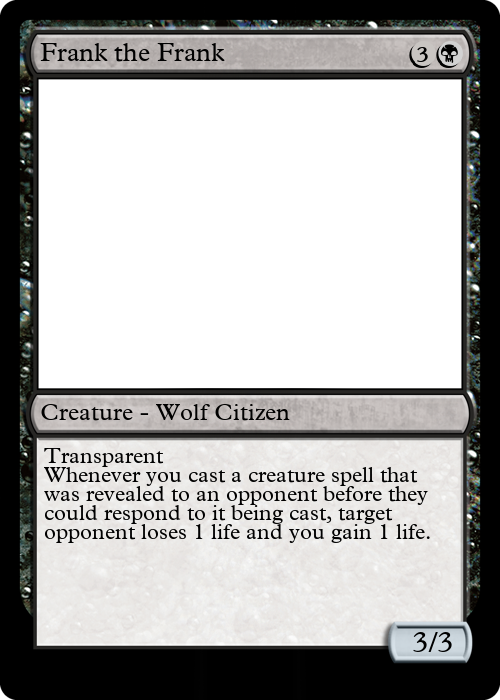 Frank the Frank 3
Creature - Wolf Citizen
Transparent
Whenever you cast a creature spell that
was revealed to an opponent before they
could respond to it being cast, target
opponent loses 1 life and you gain 1 life.
3/3